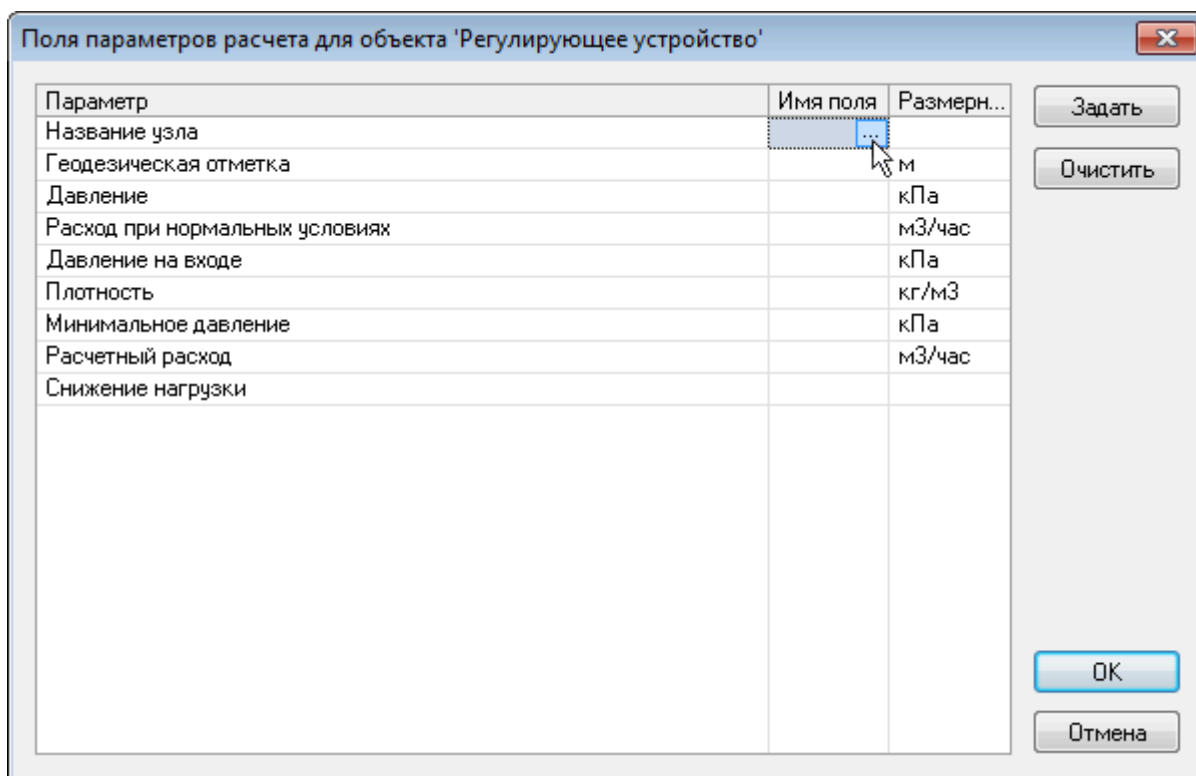 Поля параметров расчета для объекта 'Регулирующее устройство'
Параметр Имя поля Размерн...
Название узла ...
Геодезическая отметка м
Давление кПа
Расход при нормальных условиях м3/час
Давление на входе кПа
Плотность кг/м3
Минимальное давление кПа
Расчетный расход м3/час
Снижение нагрузки
Задать
Очистить
OK
Отмена